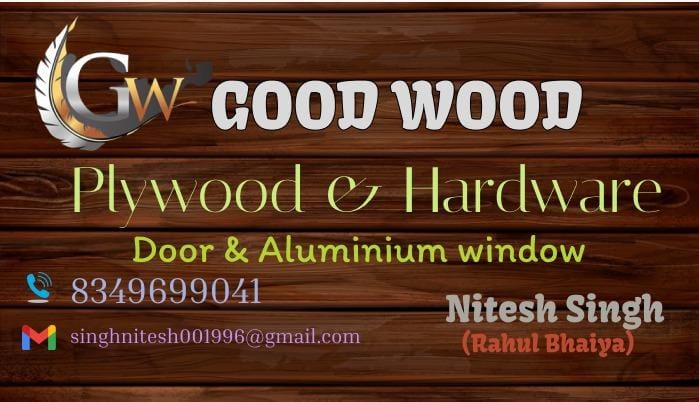 GW GOOD WOOD
Plywood & Hardware
Door & Aluminium window
8349699041
Nitesh Singh
singhnitesh001996@gmail.com
(Rahul Bhaiya)